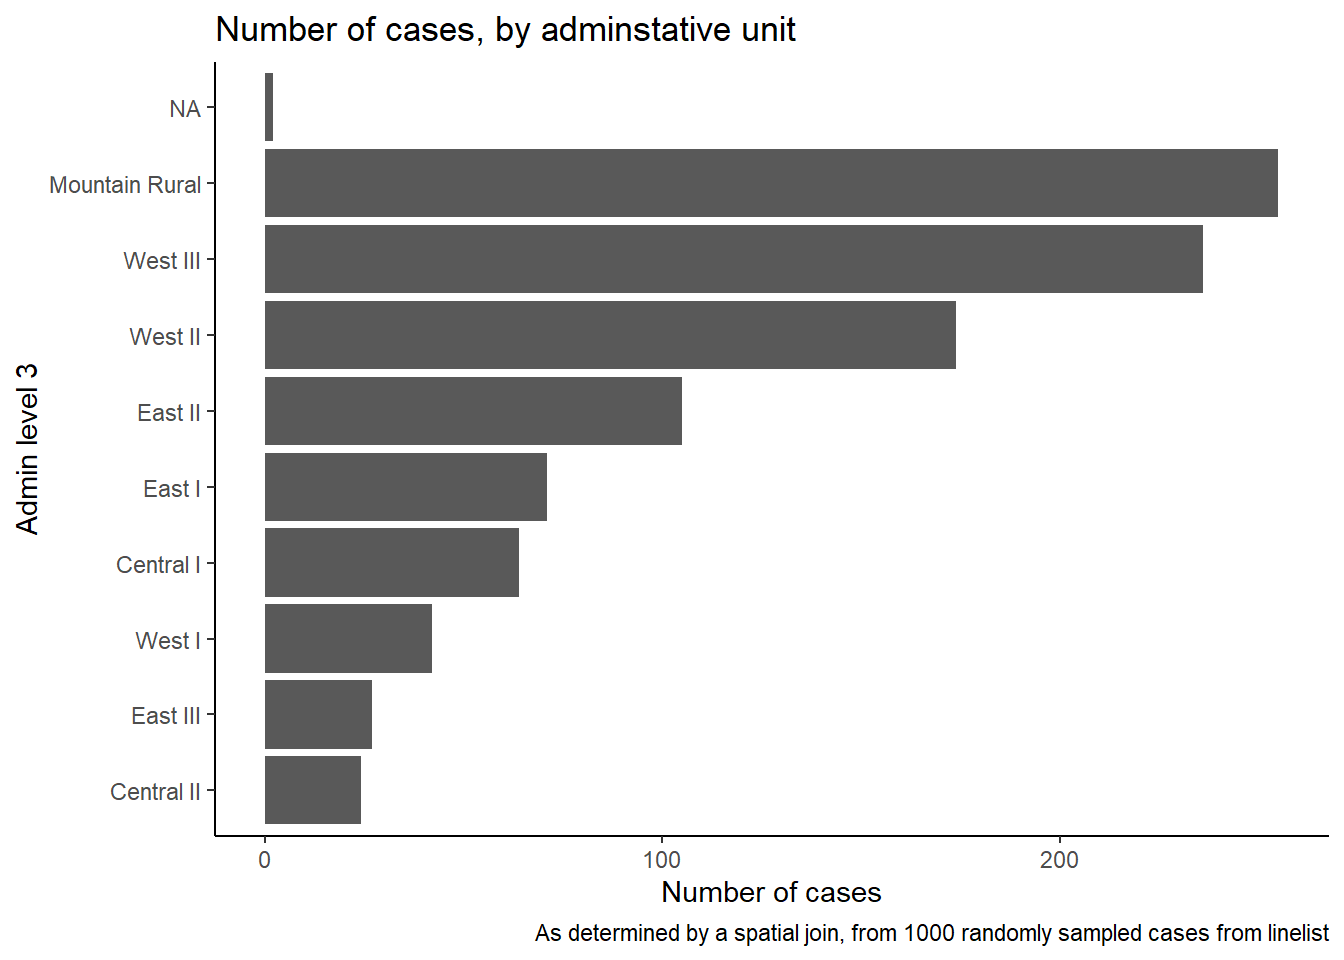 Number of cases, by adminstative unit
NA
Mountain Rural
West III
West II
East II
East I
Central I
West I
East III
Central II
Admin level 3
0 100 200
Number of cases
As determined by a spatial join, from 1000 randomly sampled cases from linelist